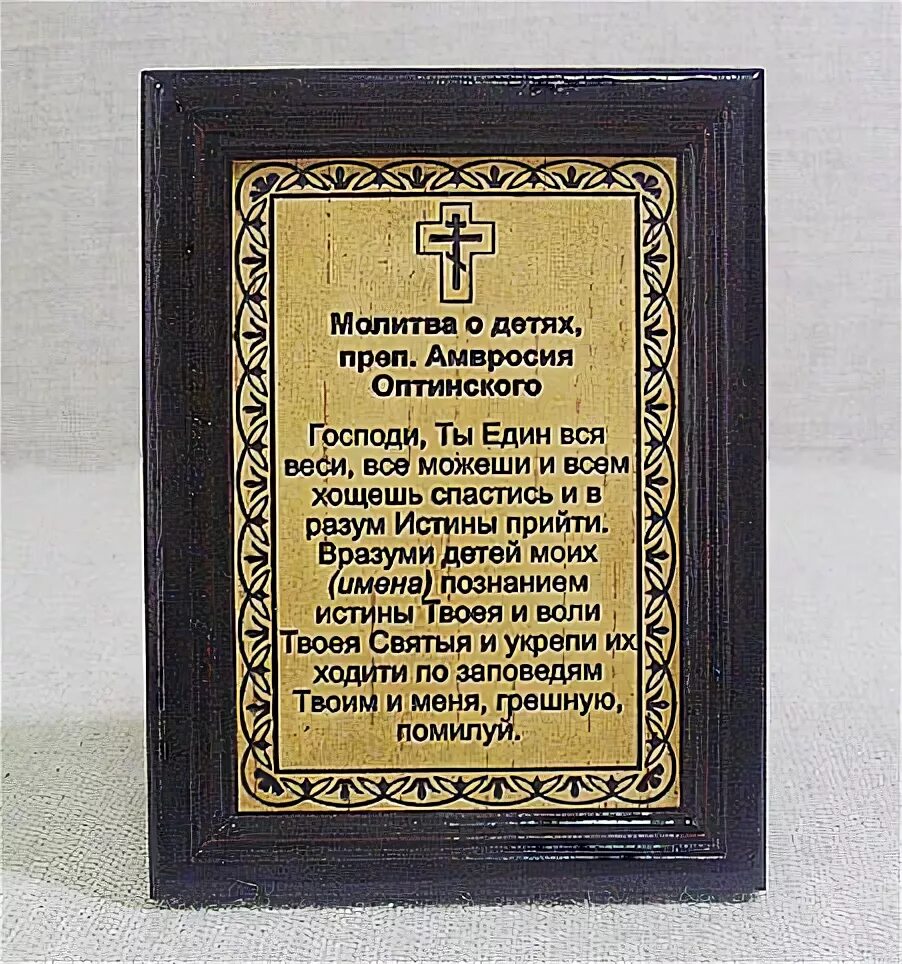 Молитва о детях,
преп. Амвросия
Оптинского
Господи, Ты Един вся
веси, все можеши и всем
хощешь спастись и в
разум Истины прийти.
Вразуми детей моих
(имена) познанием
истины Твоея и воли
Твоея Святыя и укрепи их
ходити по заповедям
Твоим и меня, грешную,
помилуй.